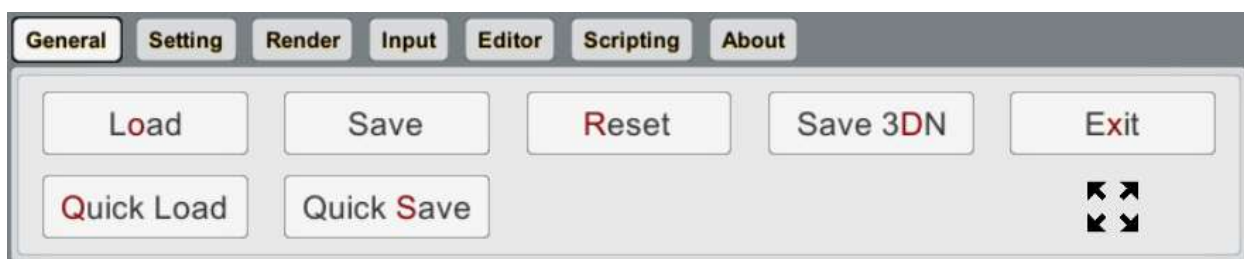 General Setting Render Input Editor Scripting About
Load Save Reset Save 3DN Exit
Quick Load Quick Save